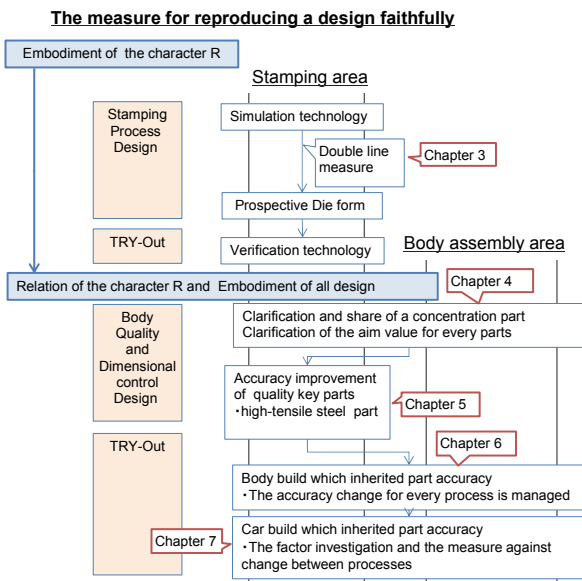 The measure for reproducing a design faithfully
Embodiment of the character R
Stamping area
Stamping
Process
Design
Simulation technology
Double line
measure
Chapter 3
Prospective Die form
TRY-Out
Verification technology
Body assembly area
Relation of the character R and Embodiment of all design
Chapter 4
Body
Quality
and
Dimensional
control
Design
Clarification and share of a concentration part
Clarification of the aim value for every parts
Accuracy improvement
of quality key parts
・high-tensile steel part
Chapter 5
TRY-Out
Chapter 6
Body build which inherited part accuracy
・The accuracy change for every process is managed
Chapter 7
Car build which inherited part accuracy
・The factor investigation and the measure against
change between processes